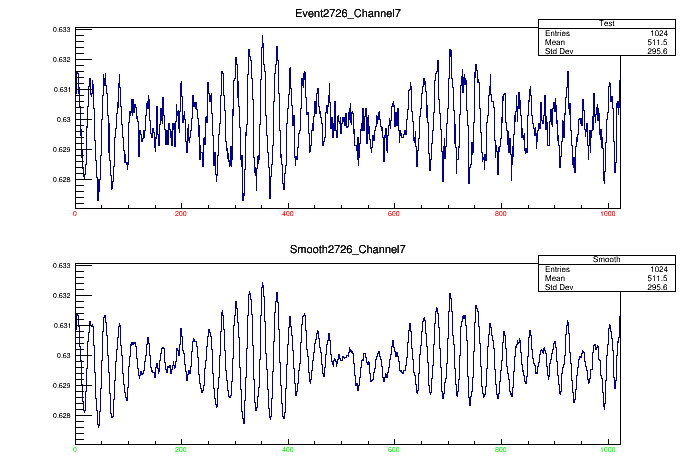 Event2726_Channel7
Test
Entries 1024
Mean 511.5
Std Dev 295.6
0.633
0.632
0.631
0.63
0.629
0.628
0 200 400 600 800 1000
Smooth2726_Channel7
Smooth
Entries 1024
Mean 511.5
Std Dev 295.6
0.633
0.632
0.631
0.63
0.629
0.628
0 200 400 600 800 1000